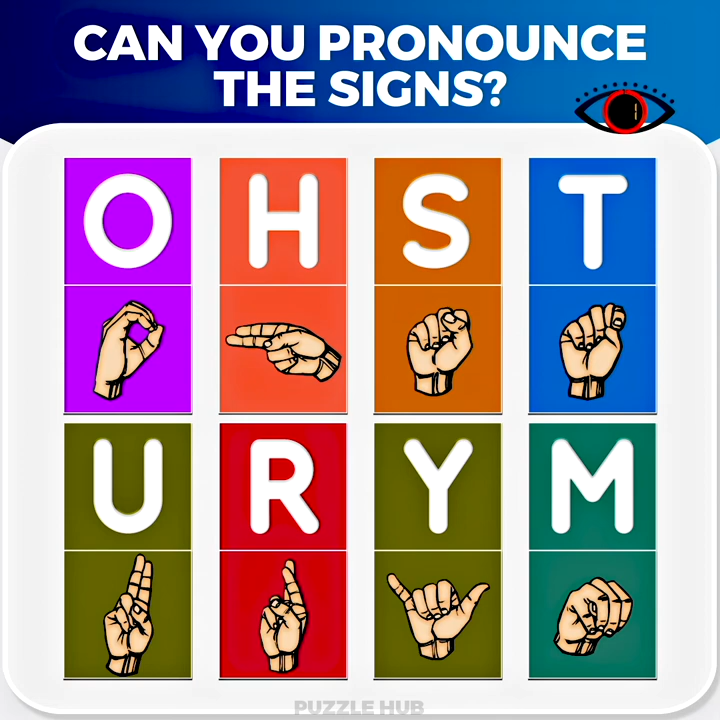 CAN YOU PRONOUNCE
THE SIGNS?
O H S T
U R Y M
PUZZLE HUB